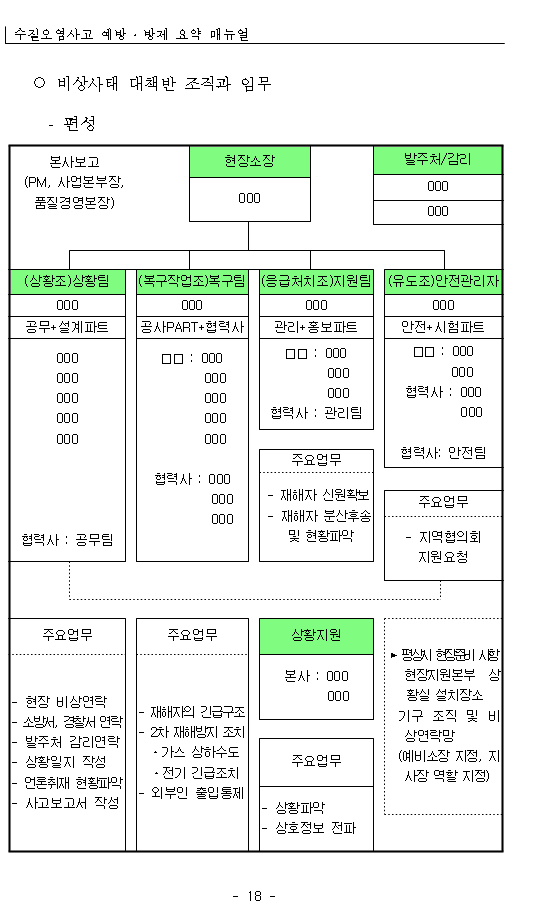 수질오염사고 예방 · 방제 요약 매뉴얼
○ 비상사태 대책반 조직과 임무
- 편성
본사보고
(PM, 사업본부장,
품질경영본장)
현장소장
000
발주처/감리
000
000
(상황조)상황팀
000
공무+설계파트
000
000
000
000
000
협력사 : 공무팀
(복구작업조)복구팀
000
공사PART+협력사
□□ : 000
000
000
000
000
협력사 : 000
000
000
(응급처치조)지원팀
000
관리+홍보파트
□□ : 000
000
000
협력사 : 관리팀
주요업무
- 재해자 신원확보
- 재해자 분산후송
및 현황파악
(유도조)안전관리자
000
안전+시험파트
□□ : 000
000
협력사 : 000
000
협력사: 안전팀
주요업무
- 지역협의회
지원요청
주요업무
- 현장 비상연락
- 소방서, 경찰서 연락
- 발주처 감리연락
- 상황일지 작성
- 언론취재 현황파악
- 사고보고서 작성
주요업무
- 재해자의 긴급구조
- 2차 재해방지 조치
·가스 상하수도
·전기 긴급조치
- 외부인 출입통제
상황지원
본사 : 000
000
주요업무
- 상황파악
- 상호정보 전파
► 평상시 현장준비 사항
현장지원본부 상
황실 설치장소
기구 조직 및 비
상연락망
(예비소장 지정, 지
사장 역할 지정)
- 18 -